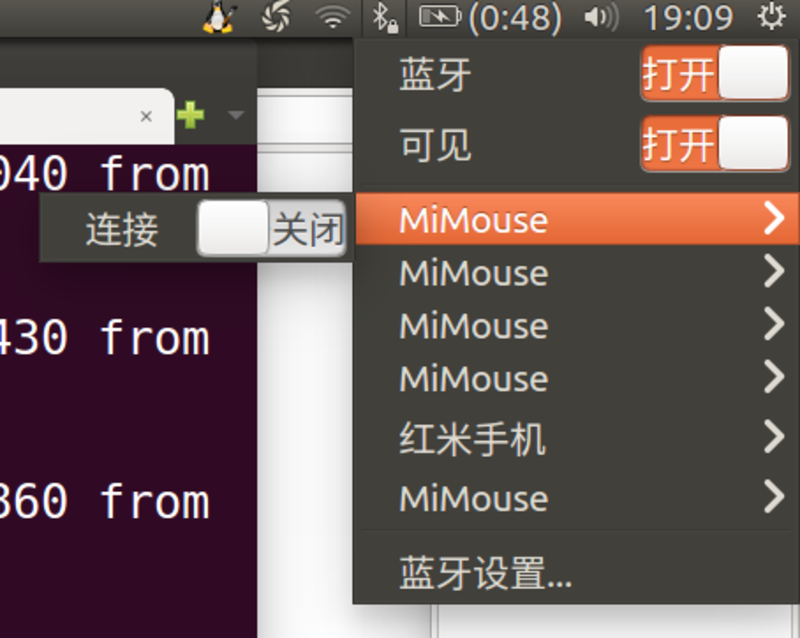 (0:48) 19:09
蓝牙 打开
可见 打开
040 from
连接 关闭
MiMouse
MiMouse
430 from
MiMouse
MiMouse
红米手机
860 from
MiMouse
蓝牙设置...